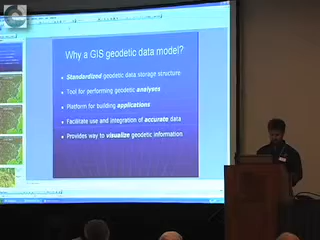 Why a GIS geodetic data model?
Standardized geodetic data storage structure
Tool for performing geodetic analyses
Platform for building applications
Facilitate use and integration of accurate data
Provides way to visualize geodetic information